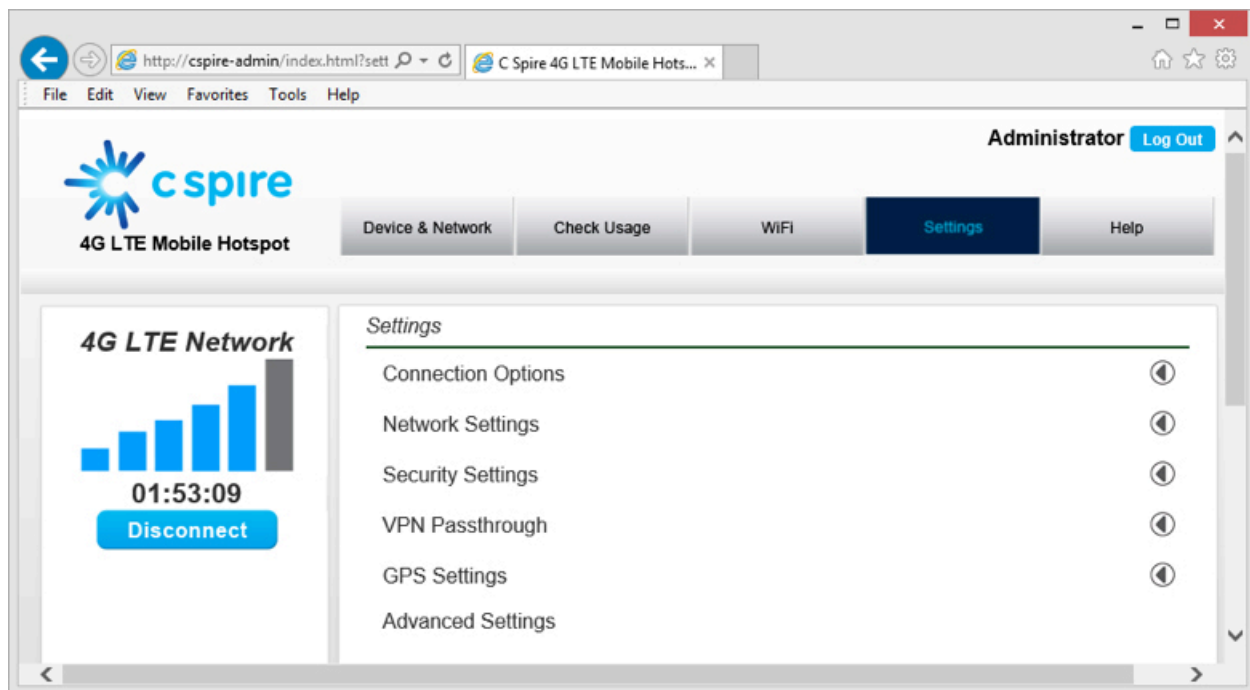 http://cspire-admin/index.html?sett
C Spire 4G LTE Mobile Hots...
File Edit View Favorites Tools Help
Administrator Log Out
c spire
4G LTE Mobile Hotspot
Device & Network Check Usage WiFi Settings Help
4G LTE Network
01:53:09
Disconnect
Settings
Connection Options
Network Settings
Security Settings
VPN Passthrough
GPS Settings
Advanced Settings